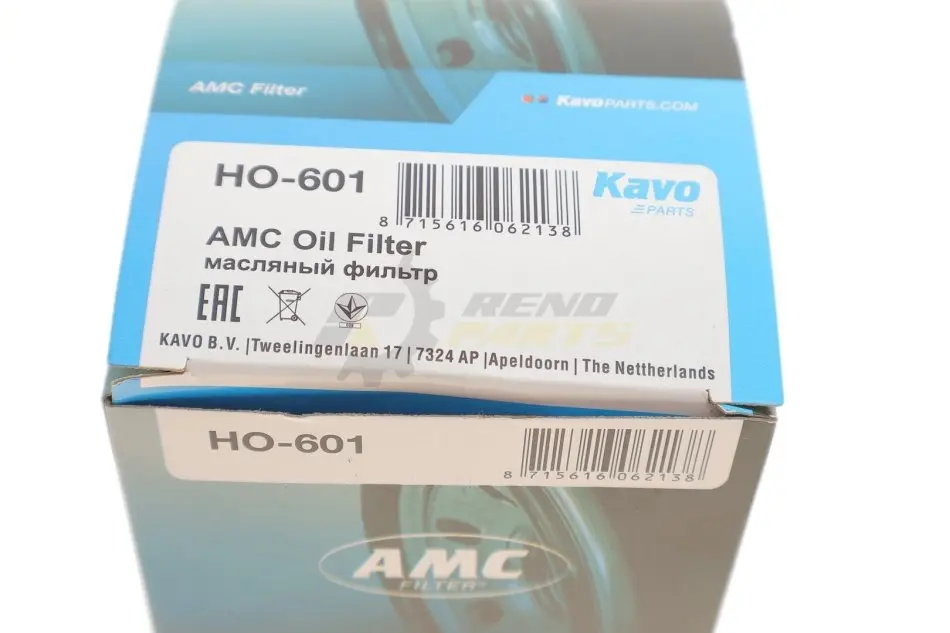 AMC Filter
KavoPARTS.COM
HO-601
8 715616 062138
Kavo
PARTS
AMC Oil Filter
масляный фильтр
EAC
RENO
PARTS
KAVO B.V. |Tweelingenlaan 17 | 7324 AP |Apeldoorn | The Nettherlands
HO-601
8 715616 062138
AMC
FILTER